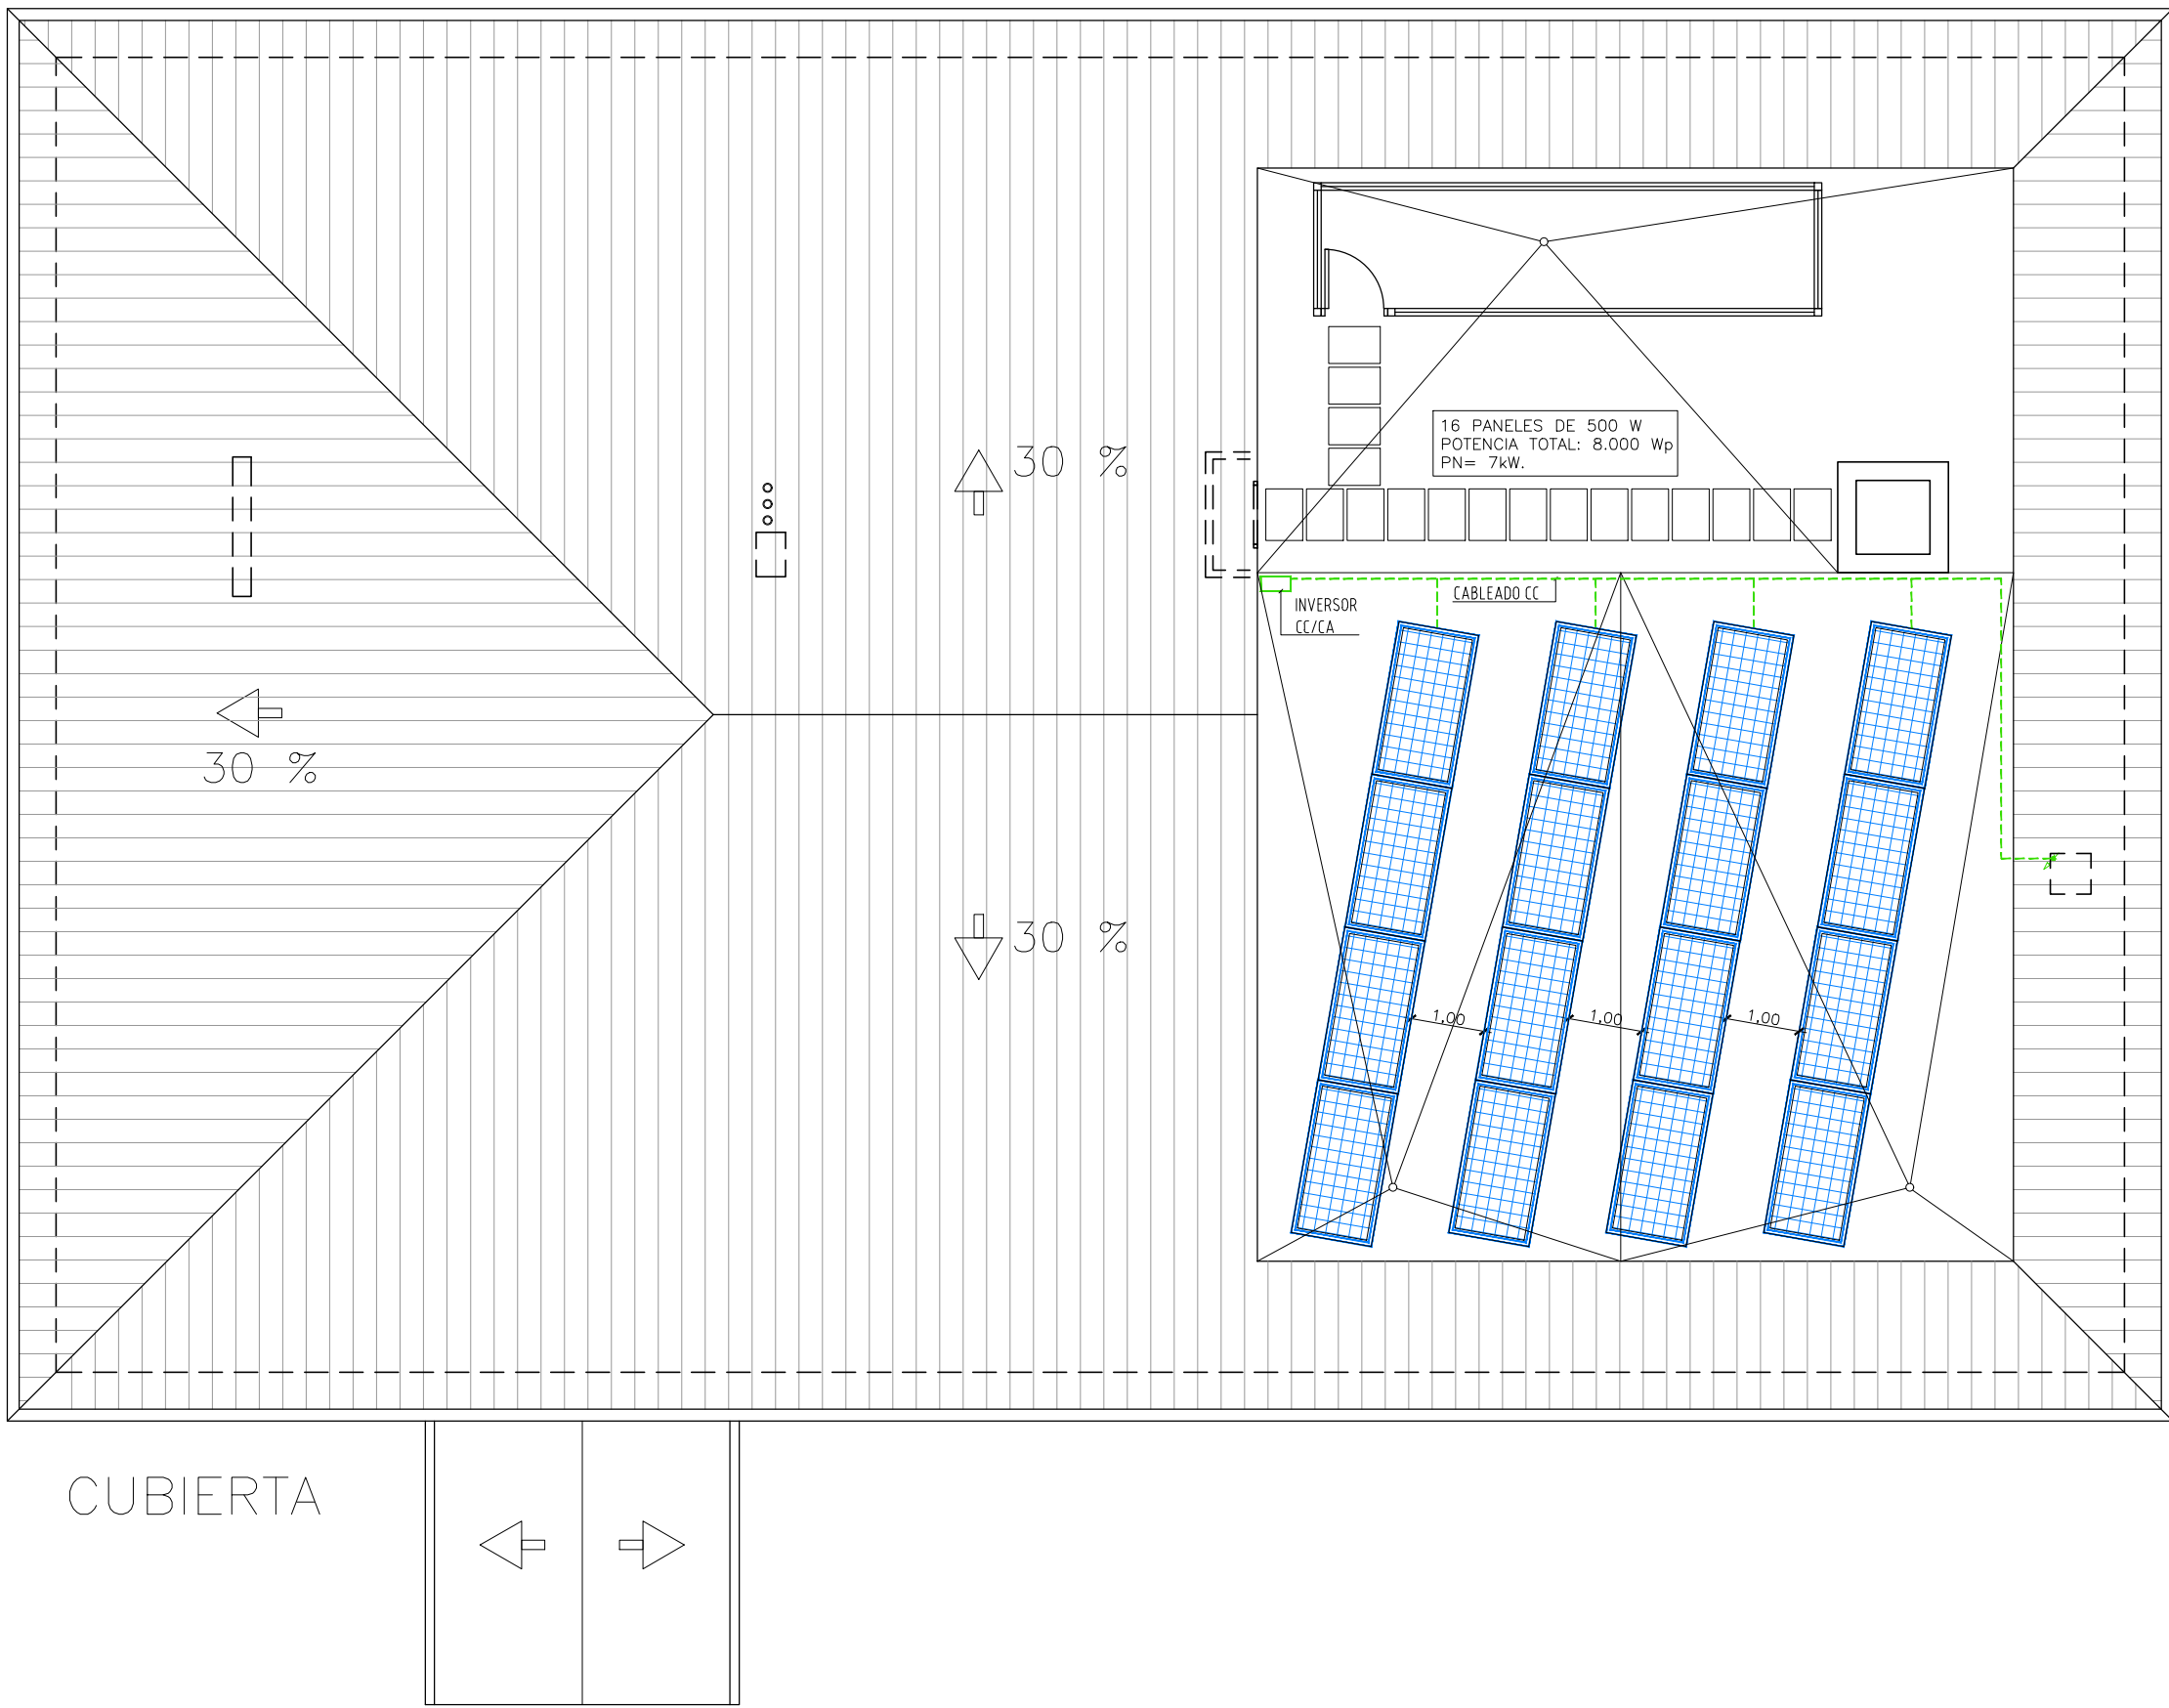 30 %
16 PANELES DE 500 W
POTENCIA TOTAL: 8.000 Wp
PN= 7kW.
CABLEADO CC
INVERSOR
CC/CA
30 %
30 %
1,00
1,00
1,00
CUBIERTA